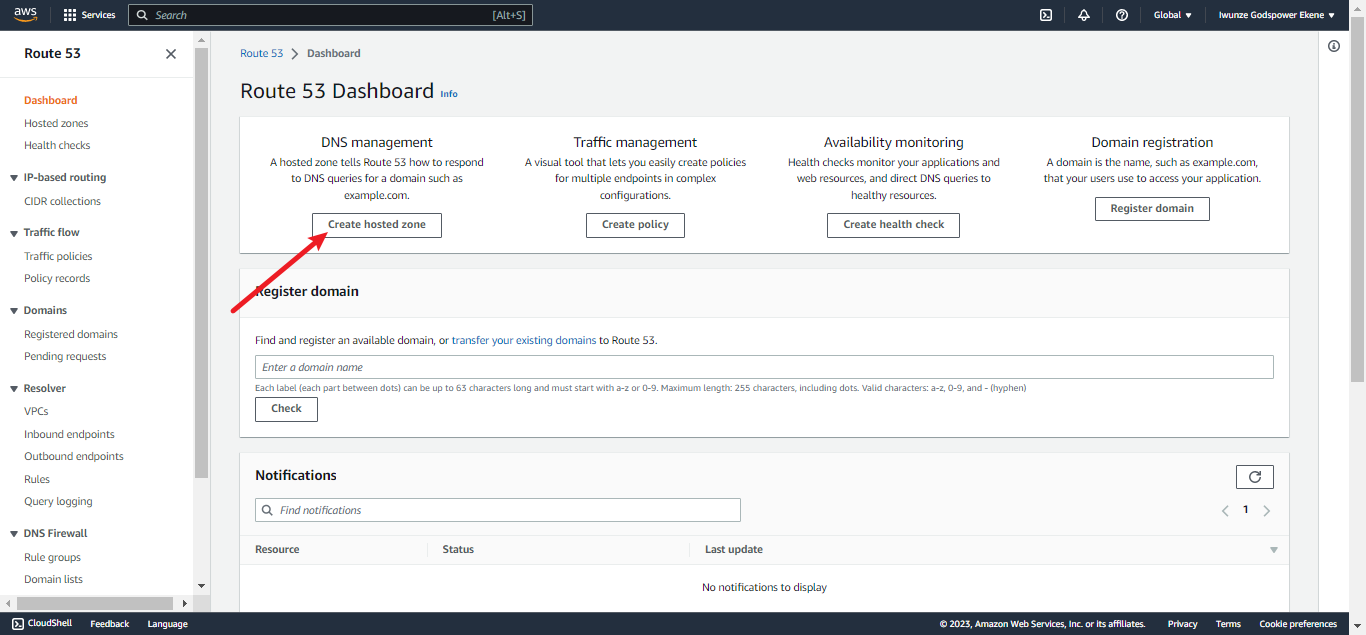 aws
Services
Search
[Alt+S]
Global
Iwunze Godspower Ekene
Route 53
Dashboard
Hosted zones
Health checks
IP-based routing
CIDR collections
Traffic flow
Traffic policies
Policy records
Domains
Registered domains
Pending requests
Resolver
VPCs
Inbound endpoints
Outbound endpoints
Rules
Query logging
DNS Firewall
Rule groups
Domain lists
Route 53 Dashboard
Route 53 Dashboard Info
DNS management
A hosted zone tells Route 53 how to respond
to DNS queries for a domain such as
example.com.
Create hosted zone
Traffic management
A visual tool that lets you easily create policies
for multiple endpoints in complex
configurations.
Create policy
Availability monitoring
Health checks monitor your applications and
web resources, and direct DNS queries to
healthy resources.
Create health check
Domain registration
A domain is the name, such as example.com,
that your users use to access your application.
Register domain
Register domain
Find and register an available domain, or transfer your existing domains to Route 53.
Enter a domain name
Each label (each part between dots) can be up to 63 characters long and must start with a-z or 0-9. Maximum length: 255 characters, including dots. Valid characters: a-z, 0-9, and - (hyphen)
Check
Notifications
Find notifications
1
Resource
Status
Last update
No notifications to display
CloudShell
Feedback
Language
© 2023, Amazon Web Services, Inc. or its affiliates.
Privacy
Terms
Cookie preferences